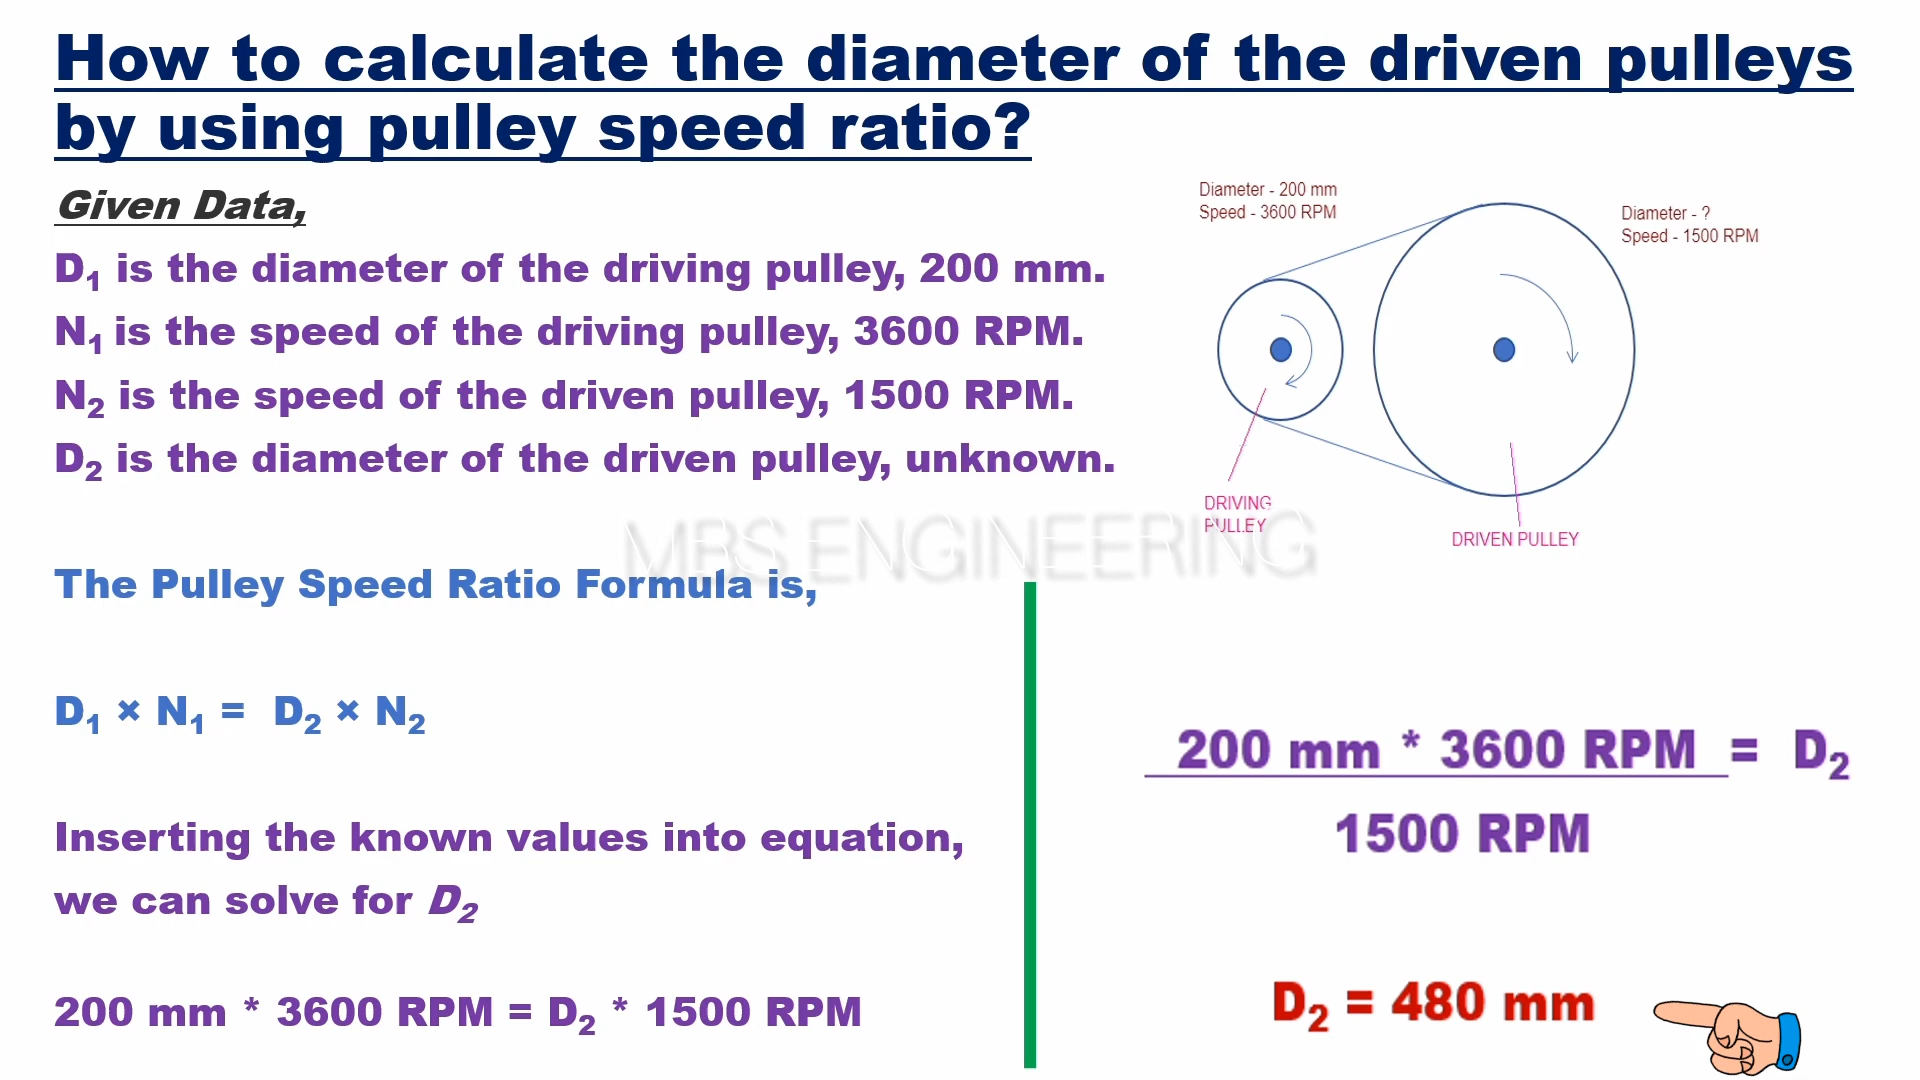 How to calculate the diameter of the driven pulleys
by using pulley speed ratio?
Given Data,
D₁ is the diameter of the driving pulley, 200 mm.
N₁ is the speed of the driving pulley, 3600 RPM.
N₂ is the speed of the driven pulley, 1500 RPM.
D₂ is the diameter of the driven pulley, unknown.
Diameter - 200 mm
Speed - 3600 RPM
Diameter - ?
Speed - 1500 RPM
DRIVING
PULLEY
DRIVEN PULLEY
MBS ENGINEERING
The Pulley Speed Ratio Formula is,
D₁ × N₁ = D₂ × N₂
Inserting the known values into equation,
we can solve for D₂
200 mm * 3600 RPM = D₂ * 1500 RPM
200 mm * 3600 RPM = D₂
1500 RPM
D₂ = 480 mm